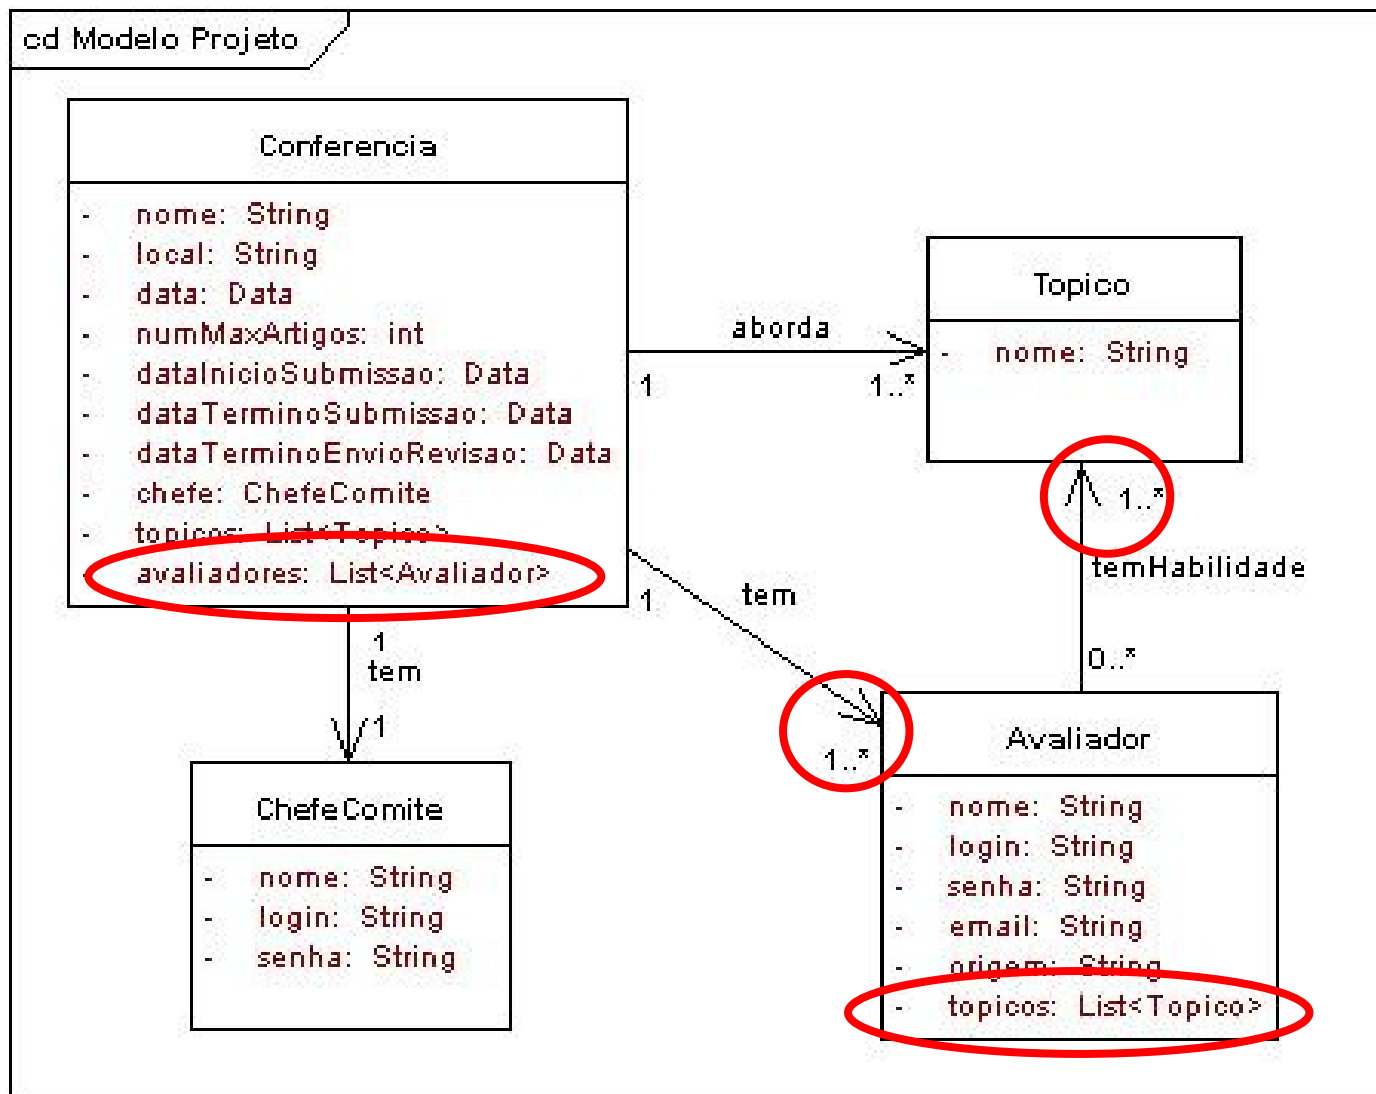 cd Modelo Projeto
Conferencia
- nome: String
- local: String
- data: Data
- numMaxArtigos: int
- dataInicioSubmissao: Data
- dataTerminoSubmissao: Data
- dataTerminoEnvioRevisao: Data
- chefe: ChefeComite
- topicos: List<Topico>
- avaliadores: List<Avaliador>
aborda
1
1..*
Topico
- nome: String
1..*
temHabilidade
0..*
1
tem
1..*
1
tem
1
ChefeComite
- nome: String
- login: String
- senha: String
Avaliador
- nome: String
- login: String
- senha: String
- email: String
- origem: String
- topicos: List<Topico>